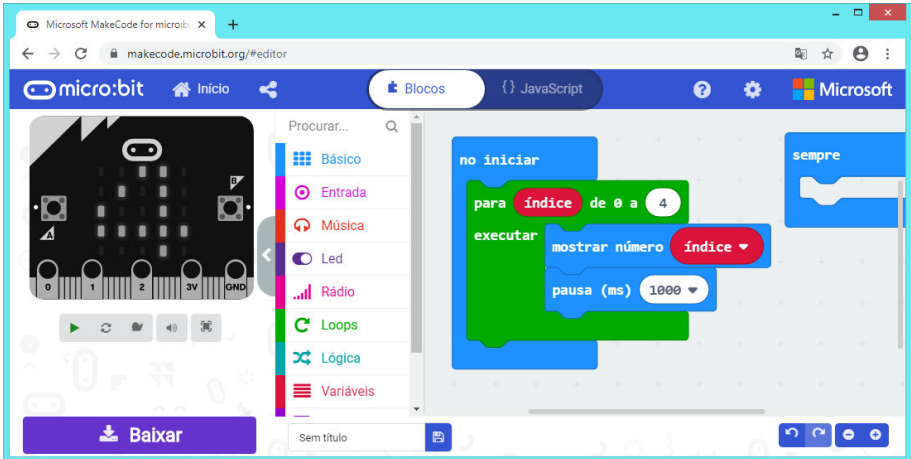 Microsoft MakeCode for micro:b
makecode.microbit.org/#editor
micro:bit
Início
Blocos
{} JavaScript
?
Microsoft
B
A
0 1 2 3V GND
Baixar
Procurar...
Básico
Entrada
Música
Led
Rádio
Loops
Lógica
Variáveis
Sem título
no iniciar
para índice de 0 a 4
executar
mostrar número índice
pausa (ms) 1000
sempre